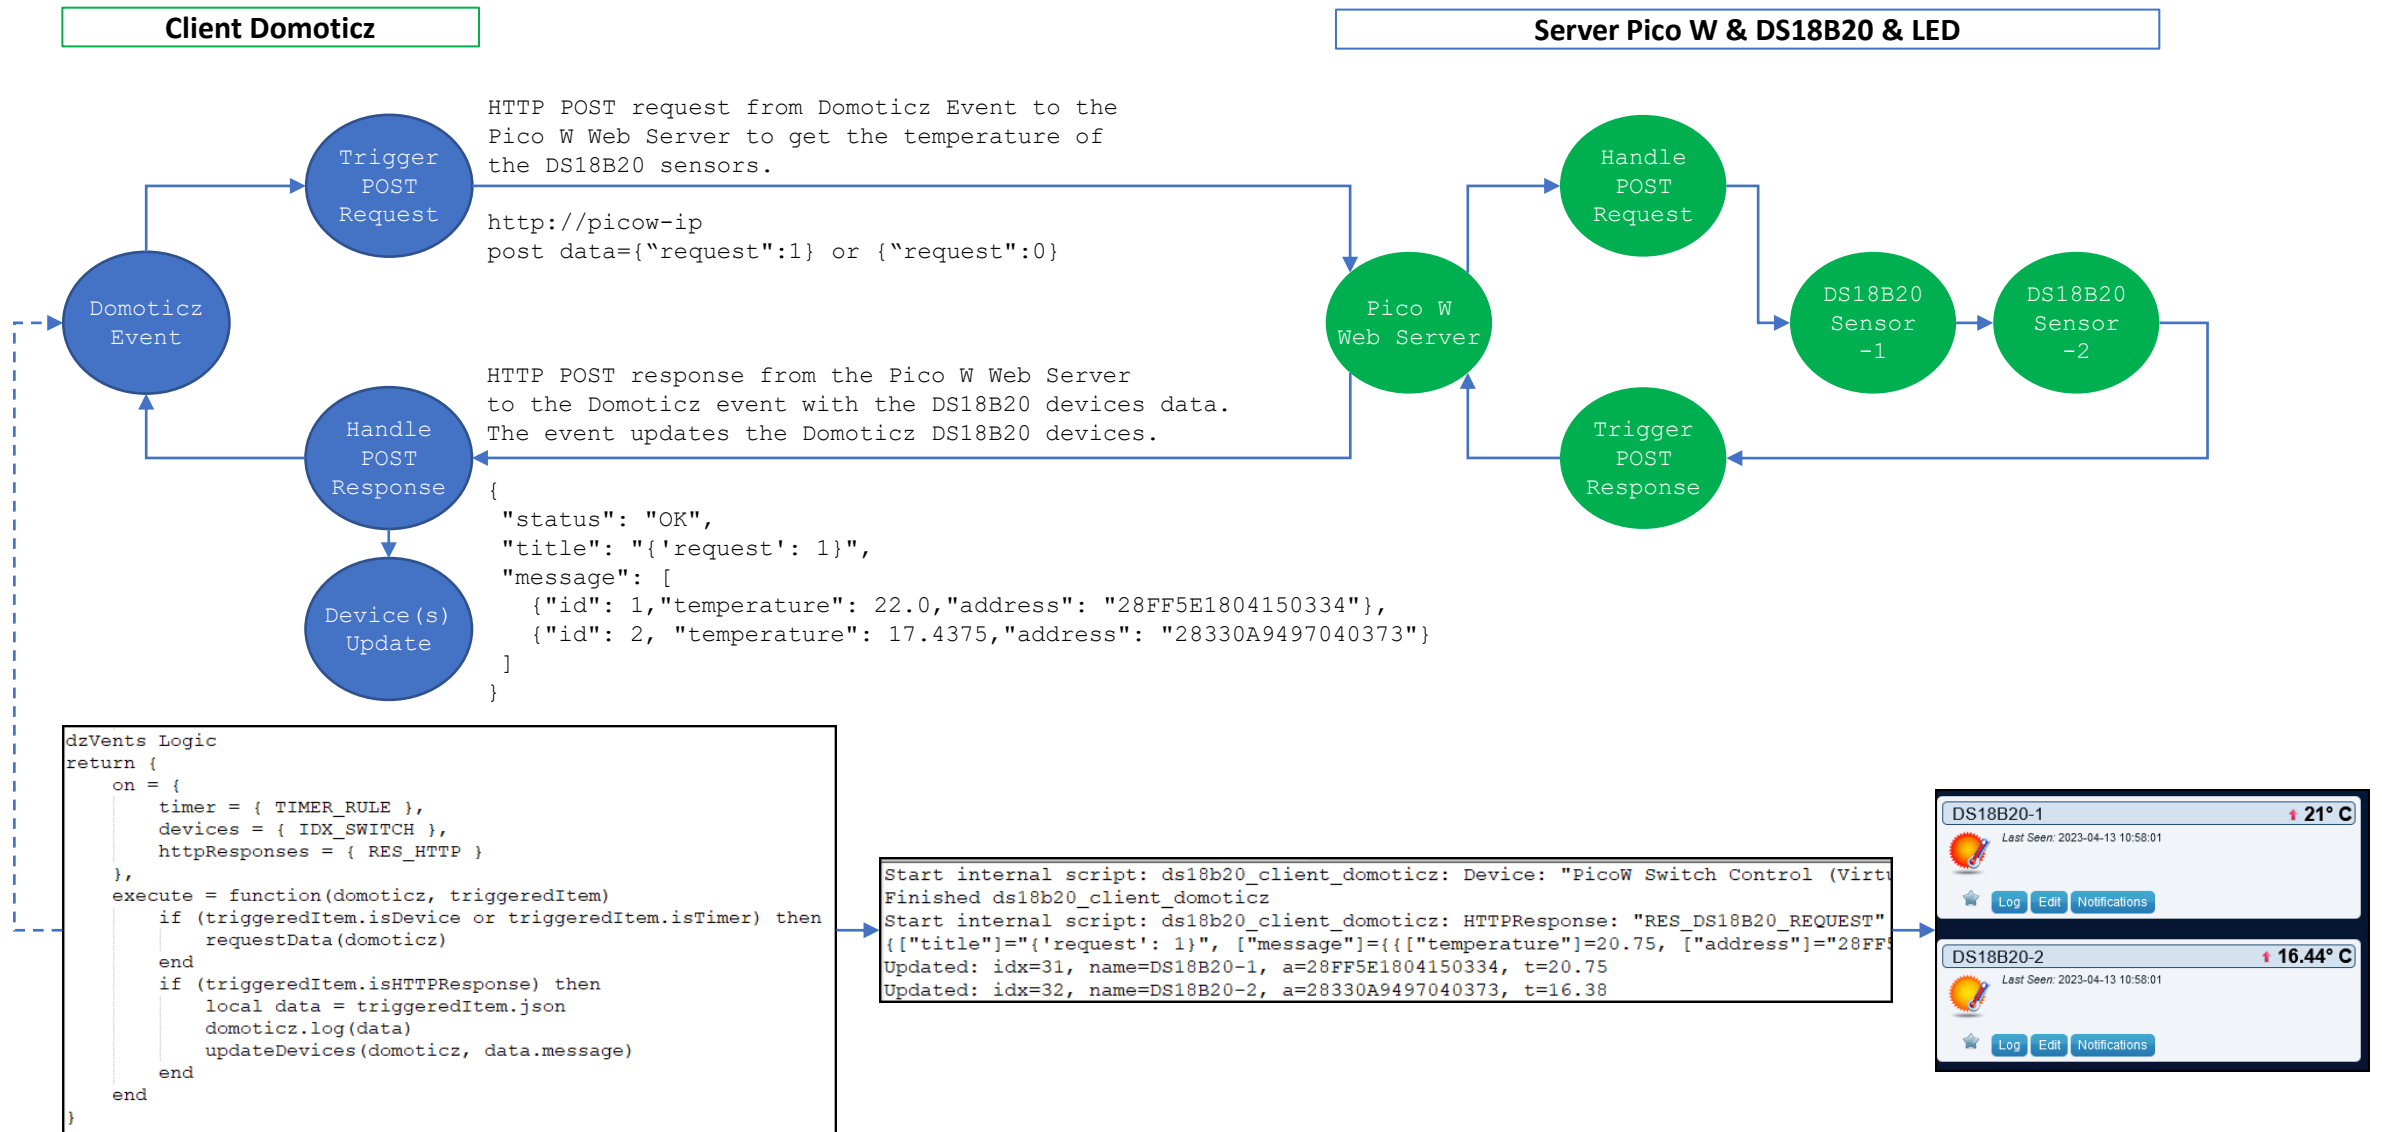 Client Domoticz
Server Pico W & DS18B20 & LED
HTTP POST request from Domoticz Event to the
Pico W Web Server to get the temperature of
the DS18B20 sensors.
Trigger
POST
Request
http://picow-ip
post data={“request":1} or {“request":0}
Handle
POST
Request
Domoticz
Event
Pico W
Web Server
DS18B20
Sensor
-1
DS18B20
Sensor
-2
HTTP POST response from the Pico W Web Server
to the Domoticz event with the DS18B20 devices data.
The event updates the Domoticz DS18B20 devices.
Handle
POST
Response
Trigger
POST
Response
{
"status": "OK",
"title": "{'request': 1}",
"message": [
{"id": 1,"temperature": 22.0,"address": "28FF5E1804150334"},
{"id": 2, "temperature": 17.4375,"address": "28330A9497040373"}
]
}
Device(s)
Update
dzVents Logic
return {
on = {
timer = { TIMER_RULE },
devices = { IDX_SWITCH },
httpResponses = { RES_HTTP }
},
execute = function(domoticz, triggeredItem)
if (triggeredItem.isDevice or triggeredItem.isTimer) then
requestData(domoticz)
end
if (triggeredItem.isHTTPResponse) then
local data = triggeredItem.json
domoticz.log(data)
updateDevices(domoticz, data.message)
end
end
}
Start internal script: ds18b20_client_domoticz: Device: "PicoW Switch Control (Virtu
Finished ds18b20_client_domoticz
Start internal script: ds18b20_client_domoticz: HTTPResponse: "RES_DS18B20_REQUEST"
{["title"]="{'request': 1}", ["message"]={{["temperature"]=20.75, ["address"]="28FF5
Updated: idx=31, name=DS18B20-1, a=28FF5E1804150334, t=20.75
Updated: idx=32, name=DS18B20-2, a=28330A9497040373, t=16.38
DS18B20-1 21° C
Last Seen: 2023-04-13 10:58:01
Log Edit Notifications
DS18B20-2 16.44° C
Last Seen: 2023-04-13 10:58:01
Log Edit Notifications